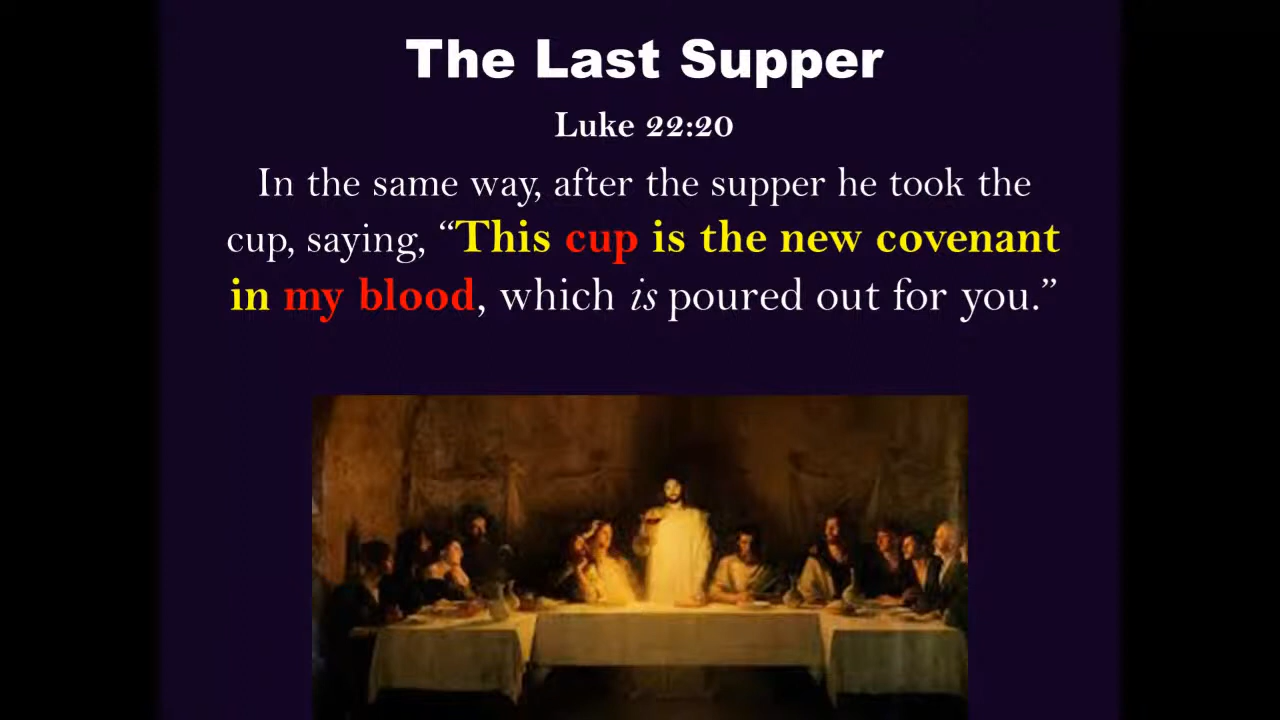 The Last Supper
Luke 22:20
In the same way, after the supper he took the
cup, saying, “This cup is the new covenant
in my blood, which is poured out for you.”